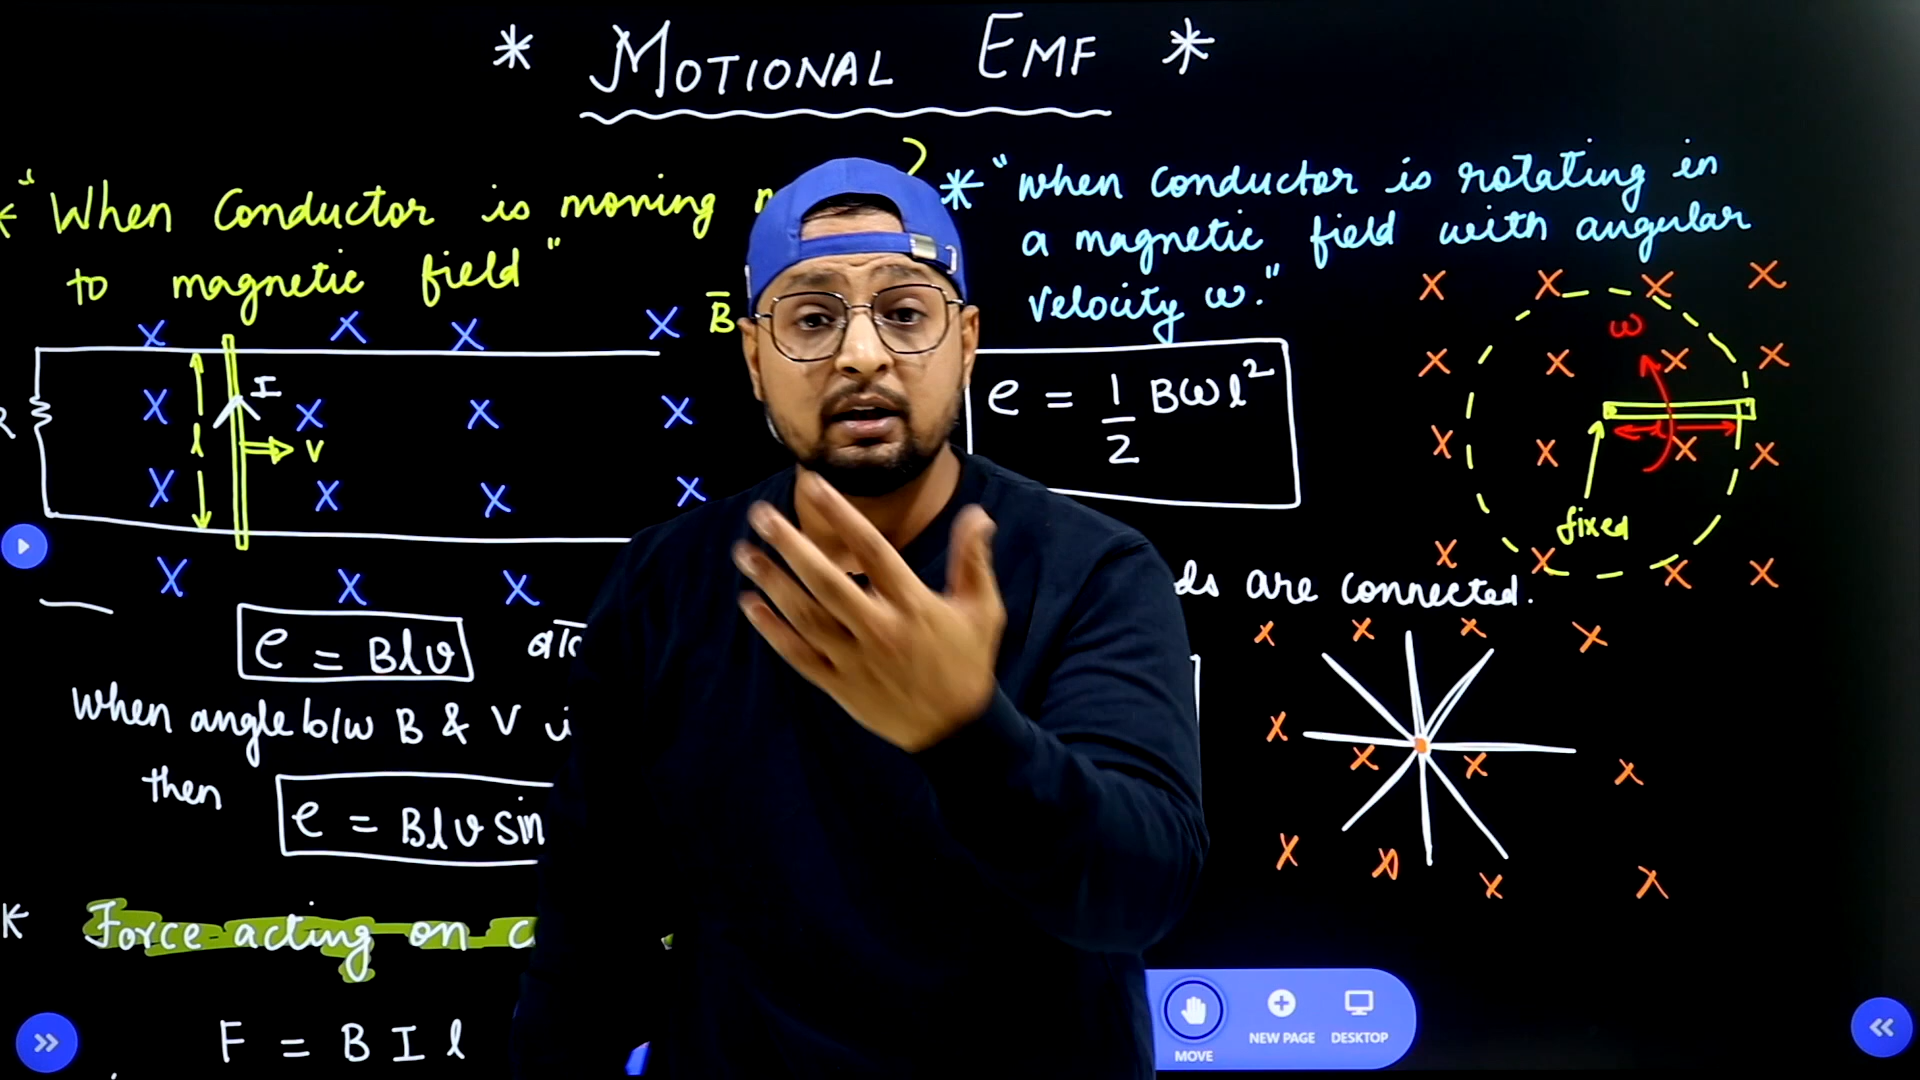 * MOTIONAL EMF *
* "When Conductor is moving
to magnetic field"
B
R
I
l
V
e = Blv
When angle b/w B & V
then
e = Blv sin
* Force acting on
F = B I l
* "when conductor is rotating in
a magnetic field with angular
velocity ω."
e = 1/2 Bωl²
ω
l
fixed
are connected.
MOVE
NEW PAGE
DESKTOP